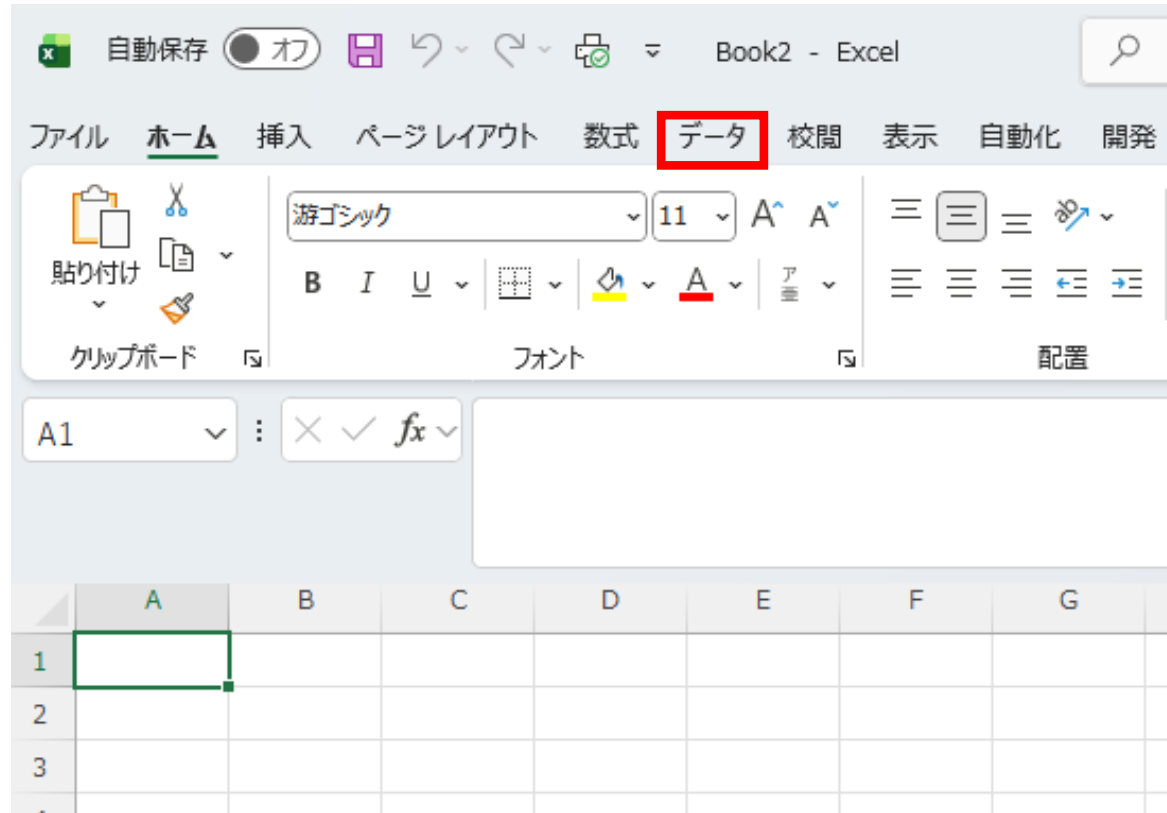 自動保存 オフ Book2 - Excel
ファイル ホーム 挿入 ページ レイアウト 数式 データ 校閲 表示 自動化 開発
游ゴシック 11 A A ab
貼り付け B I U A ア亜
クリップボード フォント 配置
A1 fx
A B C D E F G
1
2
3